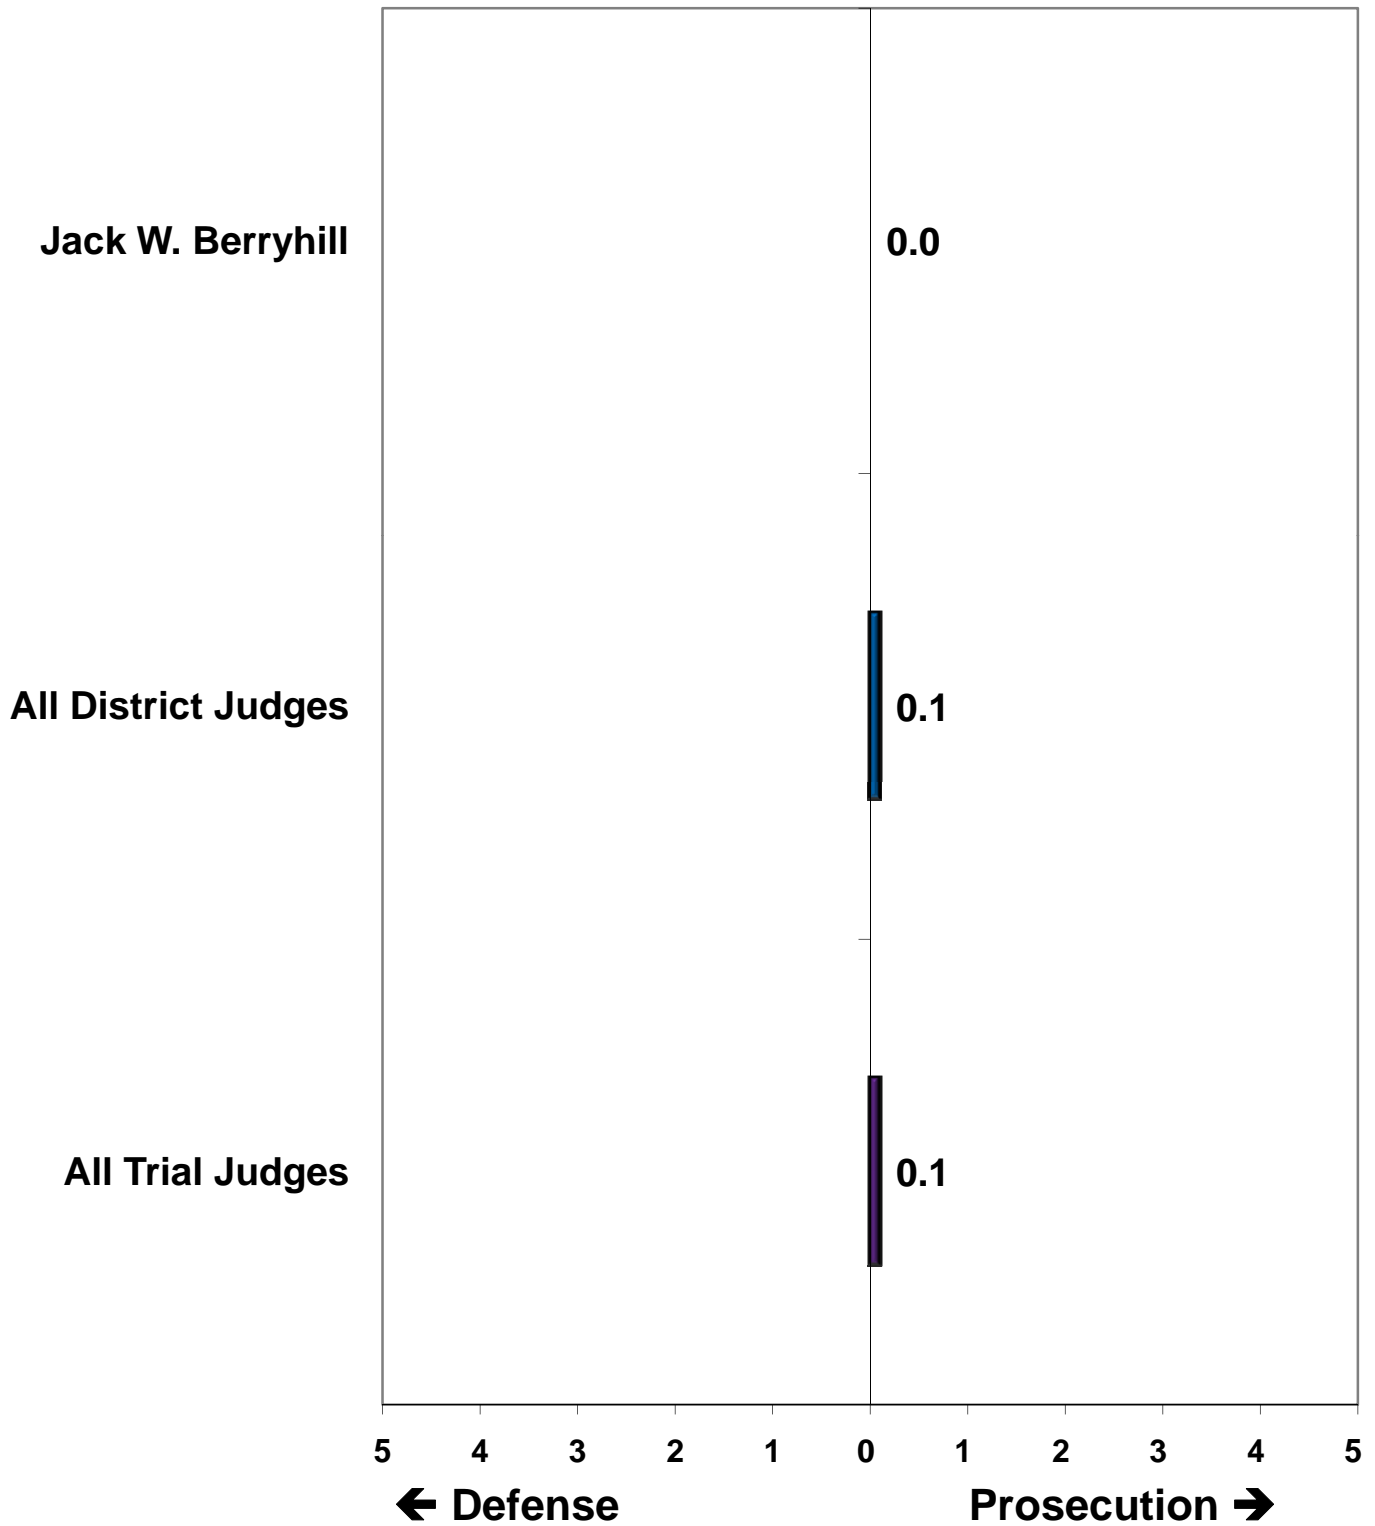 Jack W. Berryhill
0.0
All District Judges
0.1
All Trial Judges
0.1
5 4 3 2 1 0 1 2 3 4 5
🡰 Defense Prosecution 🡲